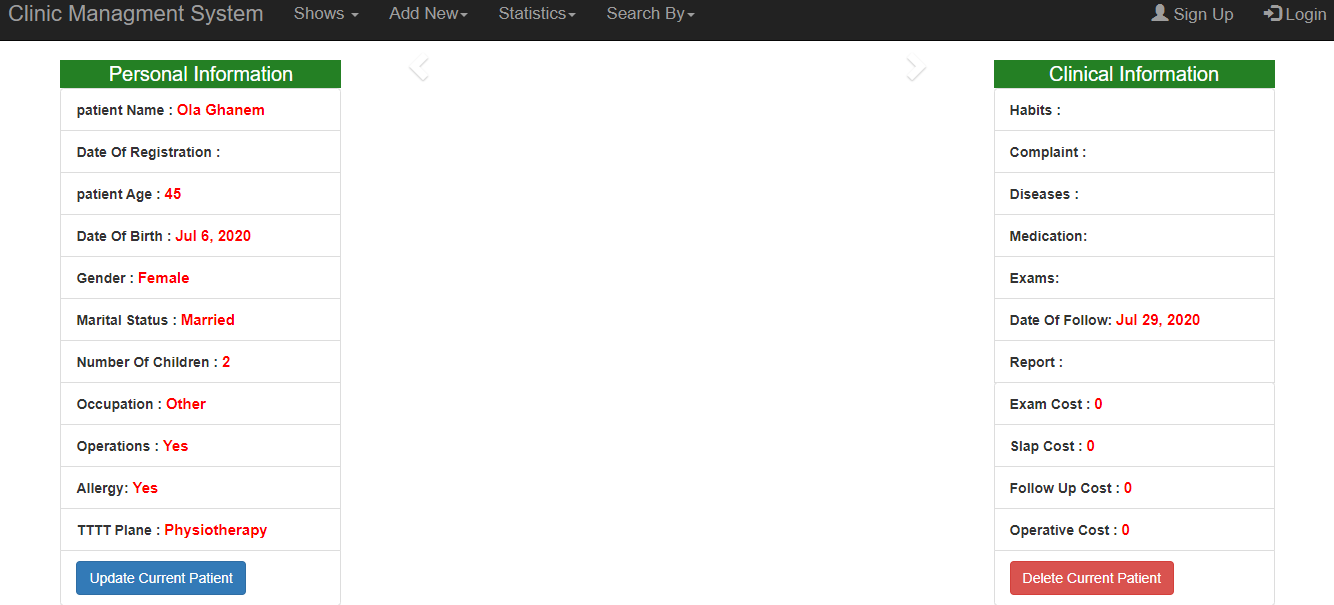 Clinic Managment System Shows Add New Statistics Search By Sign Up Login
Personal Information
patient Name : Ola Ghanem
Date Of Registration :
patient Age : 45
Date Of Birth : Jul 6, 2020
Gender : Female
Marital Status : Married
Number Of Children : 2
Occupation : Other
Operations : Yes
Allergy: Yes
TTTT Plane : Physiotherapy
Update Current Patient
Clinical Information
Habits :
Complaint :
Diseases :
Medication:
Exams:
Date Of Follow: Jul 29, 2020
Report :
Exam Cost : 0
Slap Cost : 0
Follow Up Cost : 0
Operative Cost : 0
Delete Current Patient